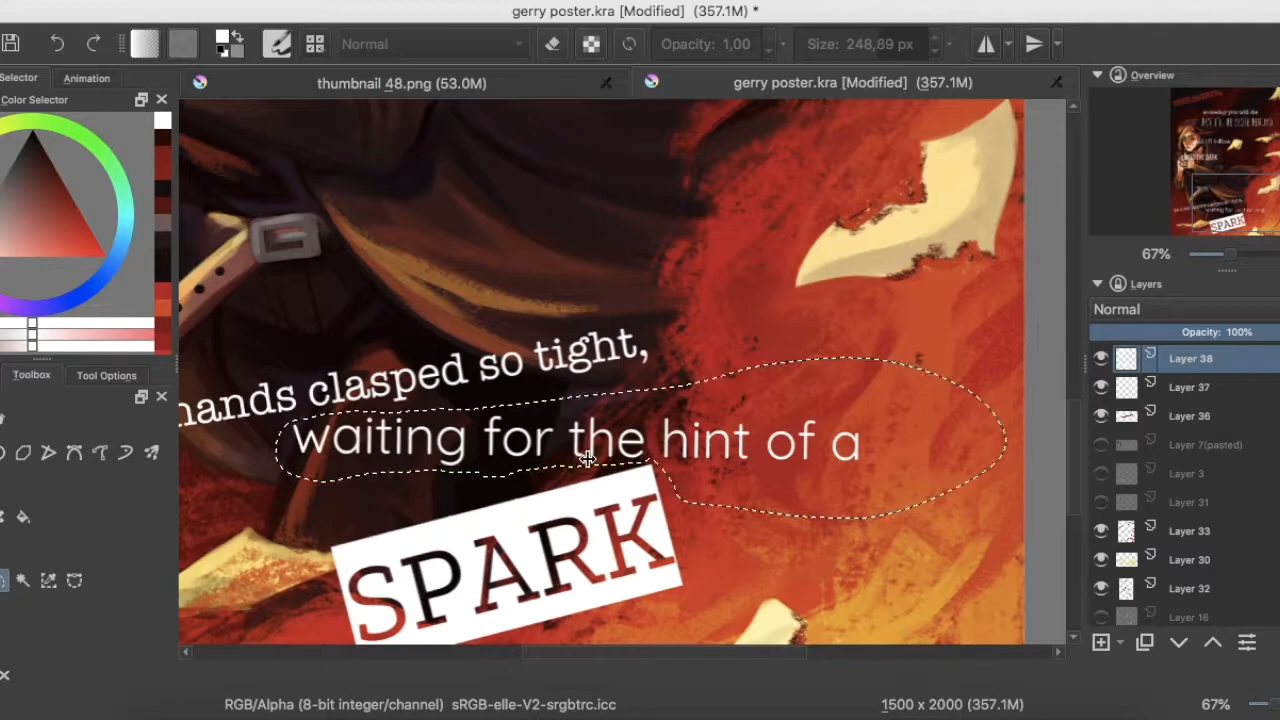 gerry poster.kra [Modified] (357.1M) *
Normal
Opacity: 1,00
Size: 248,89 px
Selector
Animation
thumbnail 48.png (53.0M)
gerry poster.kra [Modified] (357.1M)
Overview
Color Selector
67%
Layers
Normal
Opacity: 100%
Toolbox
Tool Options
Layer 38
Layer 37
Layer 36
Layer 7(pasted)
Layer 3
Layer 31
Layer 33
Layer 30
Layer 32
Layer 16
hands clasped so tight,
waiting for the hint of a
SPARK
RGB/Alpha (8-bit integer/channel) sRGB-elle-V2-srgbtrc.icc
1500 x 2000 (357.1M)
67%